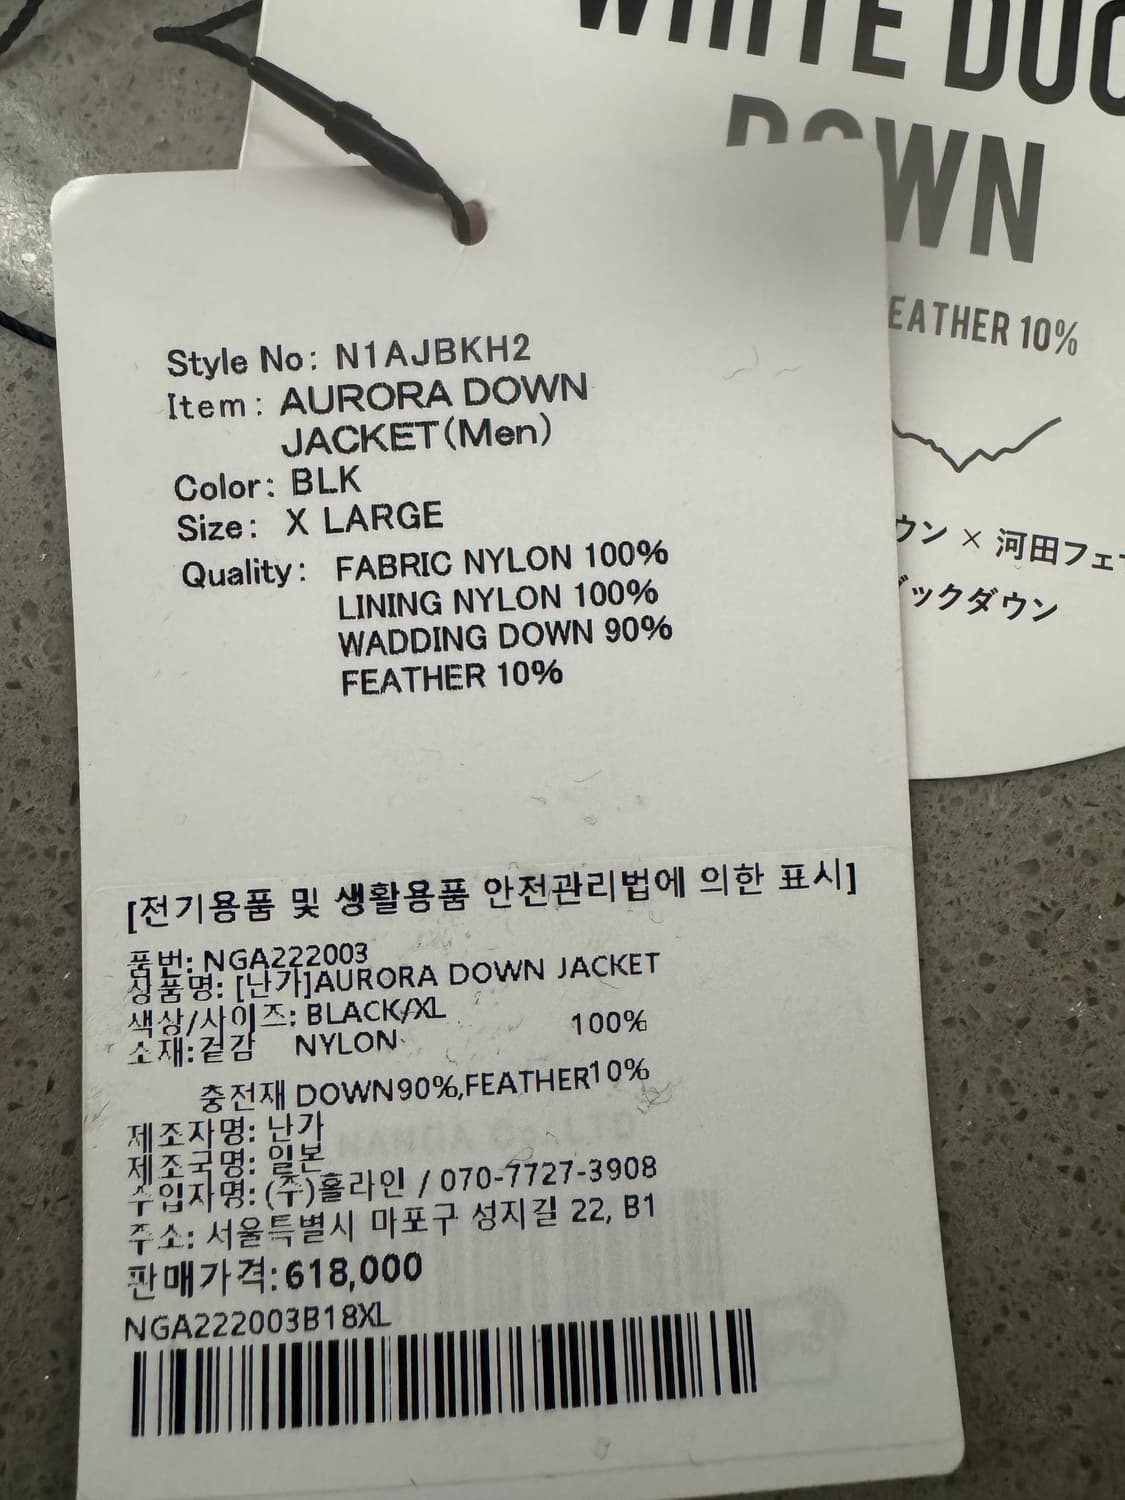 WHITE DUC
DOWN
EATHER 10%
ウン × 河田フェ
ックダウン
Style No: N1AJBKH2
Item: AURORA DOWN
JACKET(Men)
Color: BLK
Size: X LARGE
Quality: FABRIC NYLON 100%
LINING NYLON 100%
WADDING DOWN 90%
FEATHER 10%
[전기용품 및 생활용품 안전관리법에 의한 표시]
품번: NGA222003
상품명: [난가]AURORA DOWN JACKET
색상/사이즈: BLACK/XL
소재:겉감 NYLON 100%
충전재 DOWN90%,FEATHER10%
제조자명: 난가
제조국명: 일본
수입자명: (주)홀라인 / 070-7727-3908
주소: 서울특별시 마포구 성지길 22, B1
판매가격:618,000
NGA222003B18XL